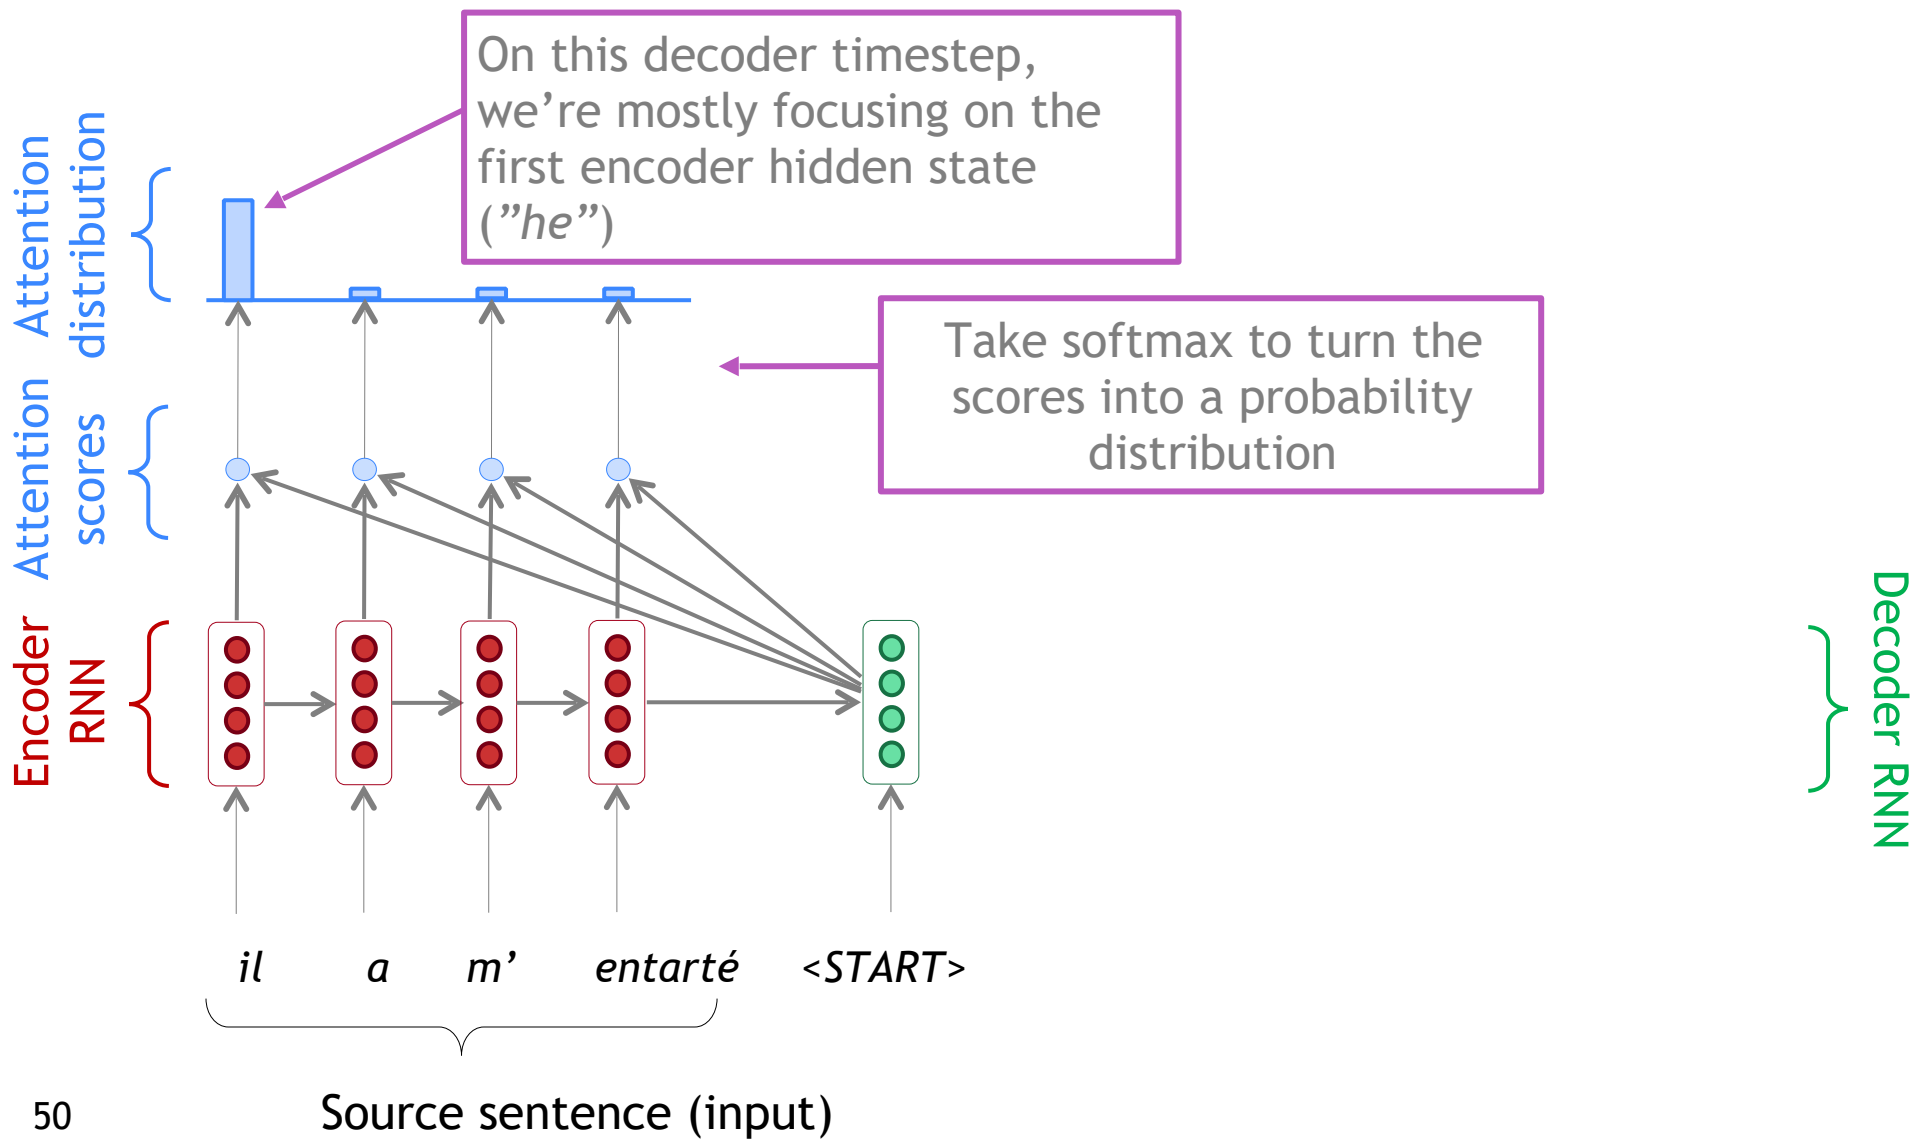 On this decoder timestep,
we’re mostly focusing on the
first encoder hidden state
(”he”)
Attention
distribution
Take softmax to turn the
scores into a probability
distribution
Attention
scores
Encoder
RNN
Decoder RNN
il a m’ entarté <START>
Source sentence (input)
50